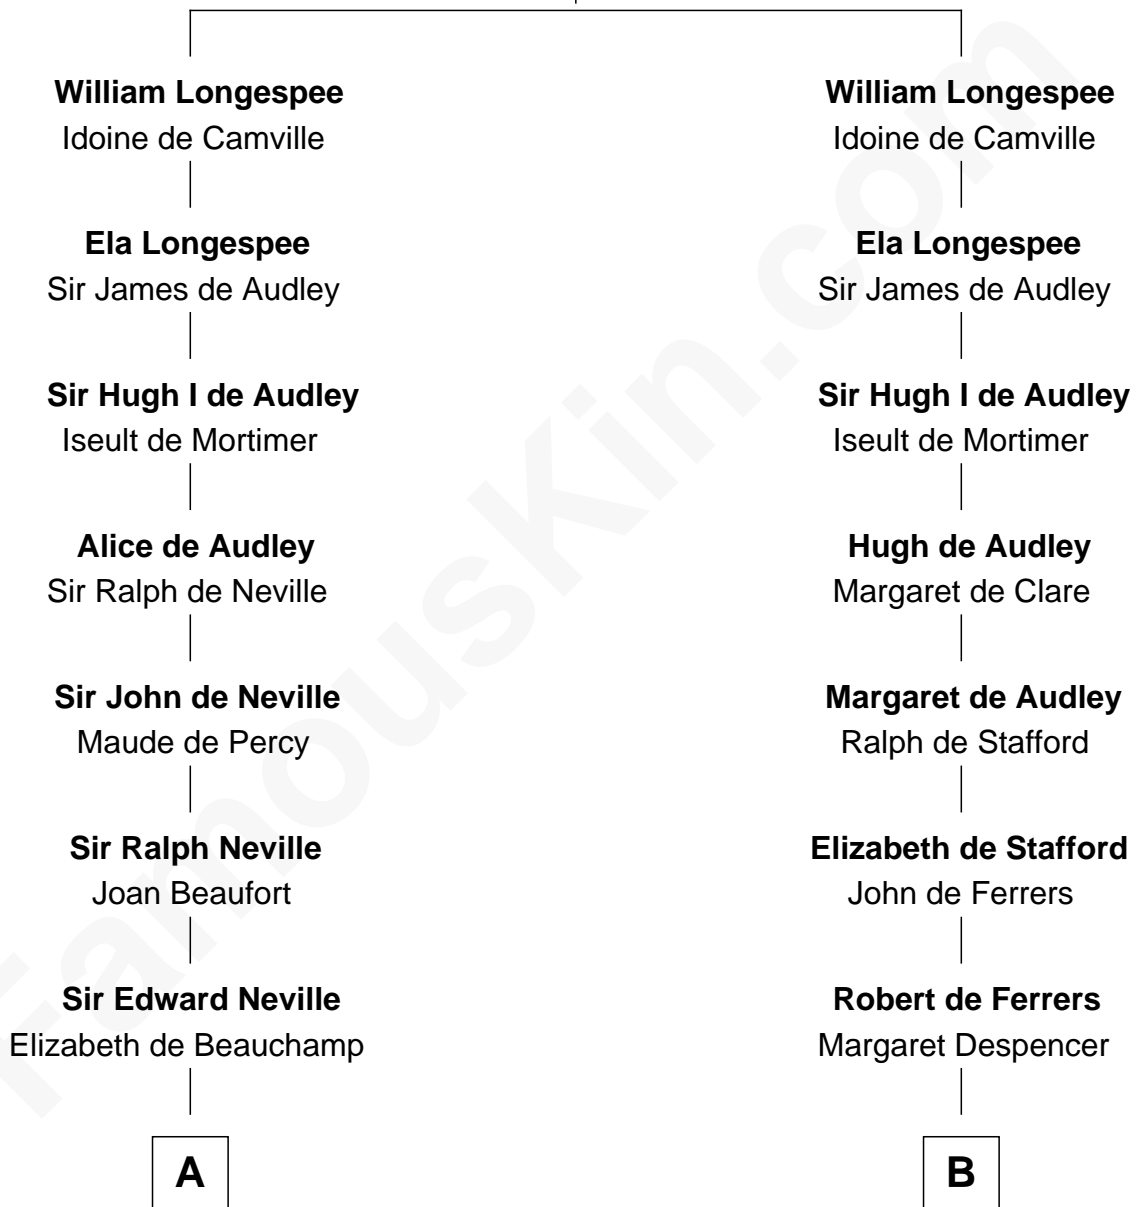 William Longespee
Idoine de Camville
Ela Longespee
Sir James de Audley
Sir Hugh I de Audley
Iseult de Mortimer
Alice de Audley
Sir Ralph de Neville
Sir John de Neville
Maude de Percy
Sir Ralph Neville
Joan Beaufort
Sir Edward Neville
Elizabeth de Beauchamp
A
William Longespee
Idoine de Camville
Ela Longespee
Sir James de Audley
Sir Hugh I de Audley
Iseult de Mortimer
Hugh de Audley
Margaret de Clare
Margaret de Audley
Ralph de Stafford
Elizabeth de Stafford
John de Ferrers
Robert de Ferrers
Margaret Despencer
B
FamousKin.com